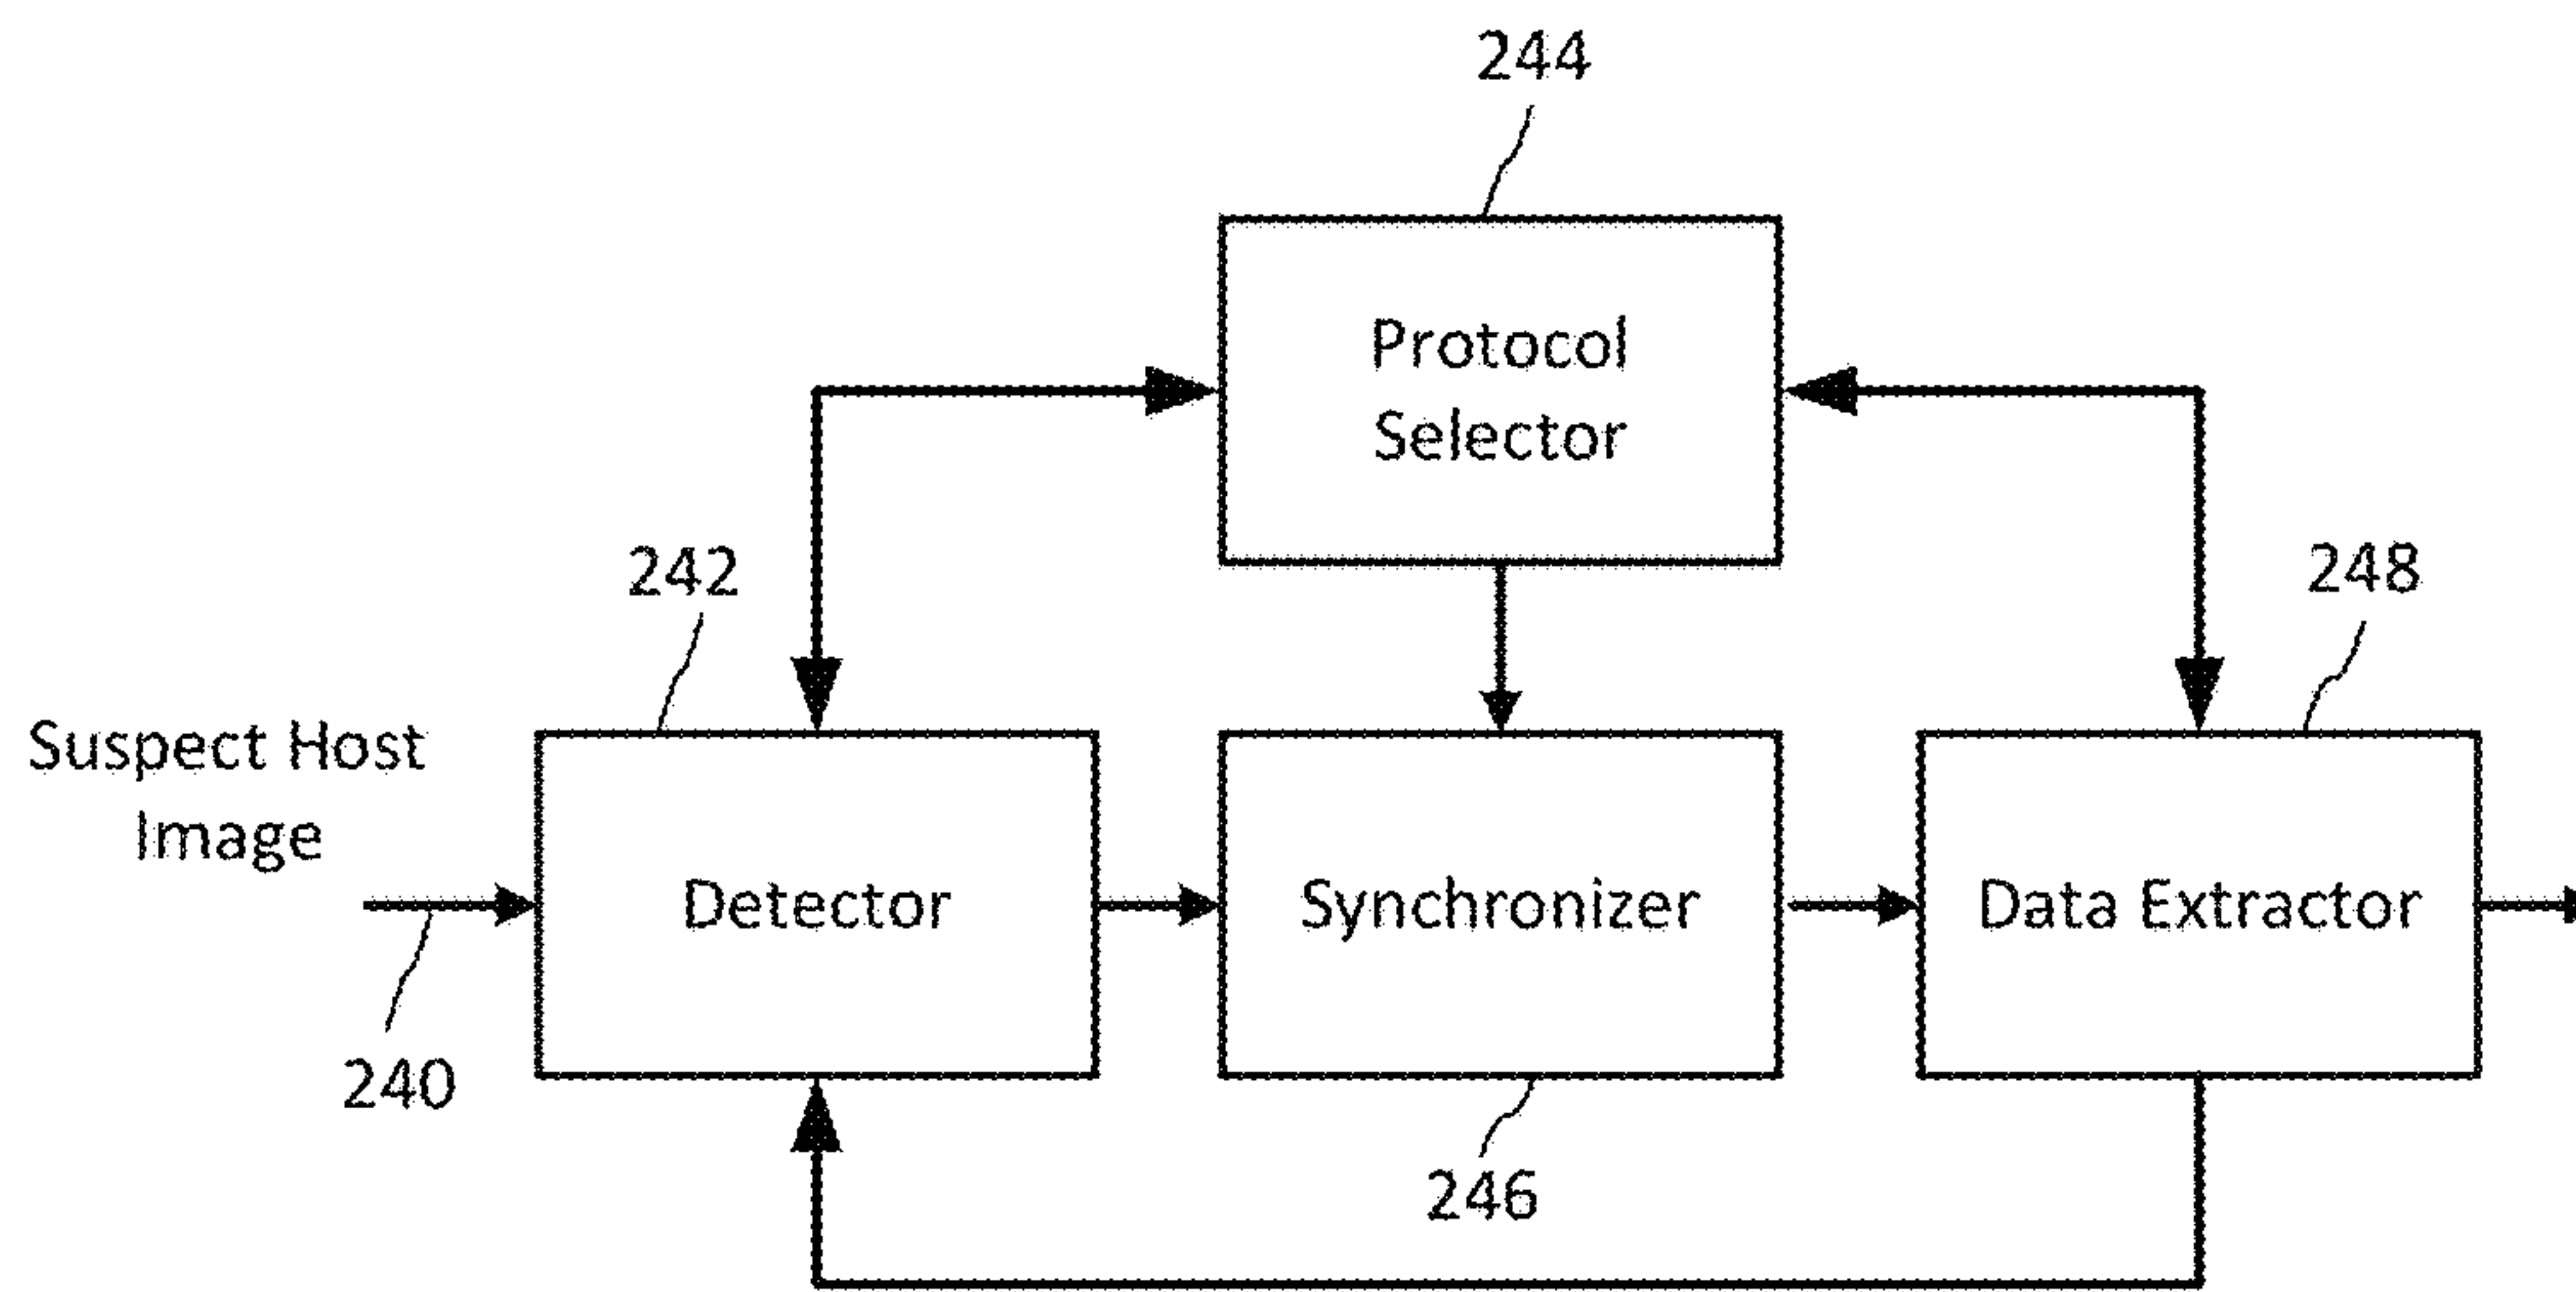 244
Protocol
Selector
242
248
Suspect Host
Image
Detector
Synchronizer
Data Extractor
240
246